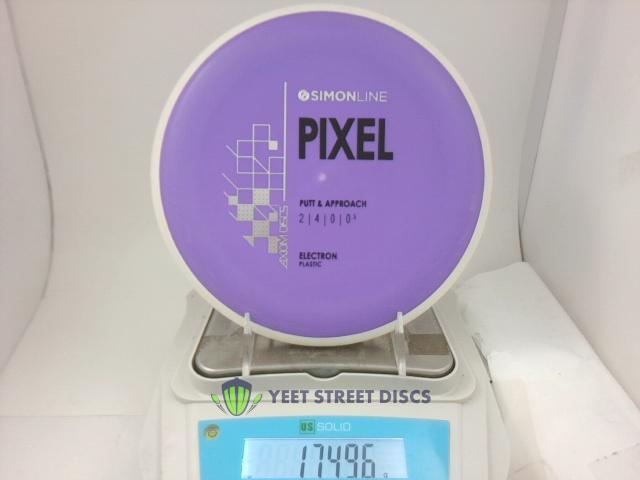 SIMONLINE
PIXEL
PUTT & APPROACH
2 | 4 | 0 | 0.5
ELECTRON
PLASTIC
AXIOM DISCS
YEET STREET DISCS
US SOLID
174.96 g